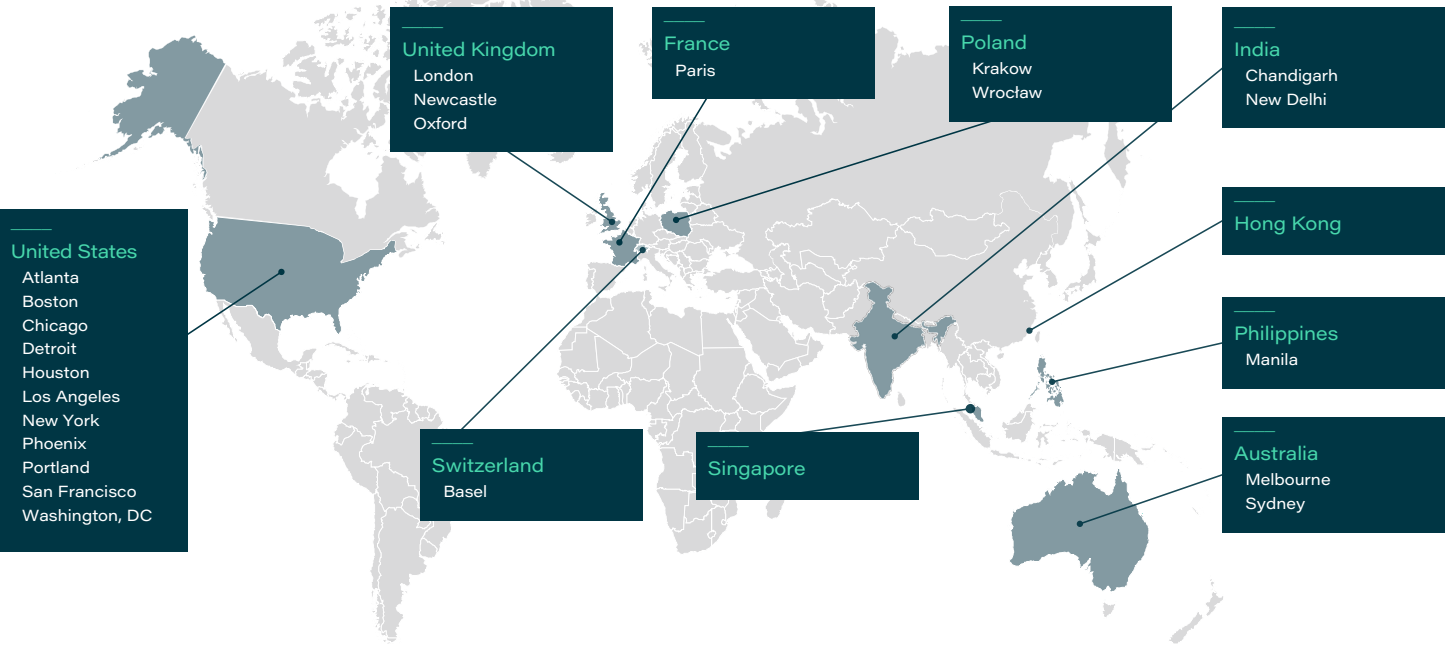 United Kingdom
London
Newcastle
Oxford
France
Paris
Poland
Krakow
Wrocław
India
Chandigarh
New Delhi
Hong Kong
United States
Atlanta
Boston
Chicago
Detroit
Houston
Los Angeles
New York
Phoenix
Portland
San Francisco
Washington, DC
Philippines
Manila
Switzerland
Basel
Singapore
Australia
Melbourne
Sydney